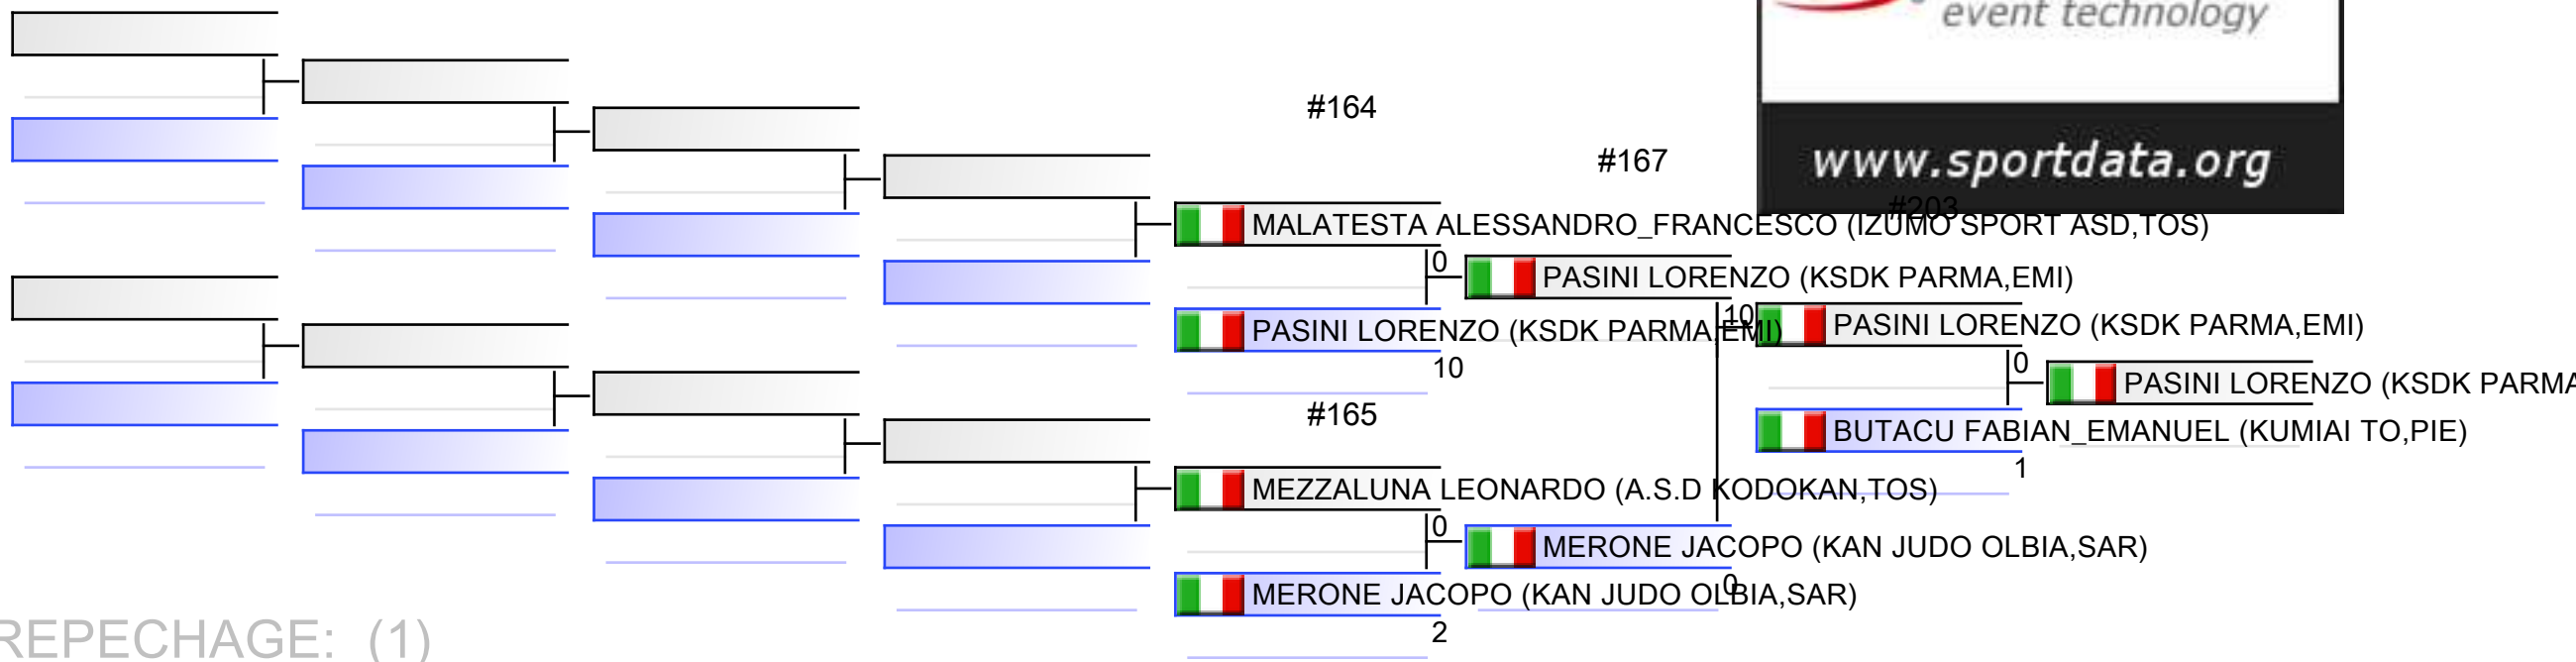 event technology
www.sportdata.org
#164
#167
#203
MALATESTA ALESSANDRO_FRANCESCO (IZUMO SPORT ASD,TOS)
0
PASINI LORENZO (KSDK PARMA,EMI)
10
PASINI LORENZO (KSDK PARMA,EMI)
PASINI LORENZO (KSDK PARMA,EMI)
10
0
PASINI LORENZO (KSDK PARMA
#165
BUTACU FABIAN_EMANUEL (KUMIAI TO,PIE)
1
MEZZALUNA LEONARDO (A.S.D KODOKAN,TOS)
0
MERONE JACOPO (KAN JUDO OLBIA,SAR)
0
MERONE JACOPO (KAN JUDO OLBIA,SAR)
2
REPECHAGE: (1)